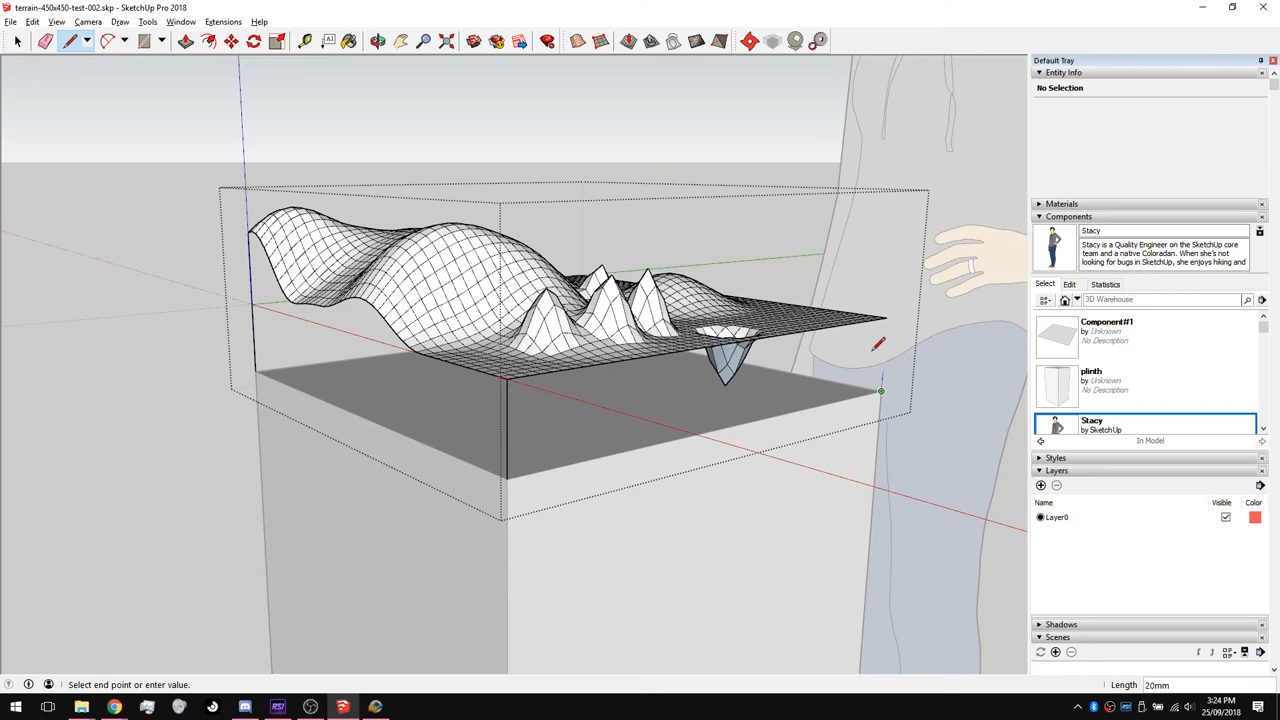 terrain-450x450-test-002.skp - SketchUp Pro 2018
File Edit View Camera Draw Tools Window Extensions Help
Default Tray
Entity Info
No Selection
Materials
Components
Stacy
Stacy is a Quality Engineer on the SketchUp core
team and a native Coloradan. When she's not
looking for bugs in SketchUp, she enjoys hiking and
Select Edit Statistics
3D Warehouse
Component#1
by Unknown
No Description
plinth
by Unknown
No Description
Stacy
by SketchUp
In Model
Styles
Layers
Name Visible Color
Layer0
Shadows
Scenes
Select end point or enter value.
Length 20mm
RSI
3:24 PM
25/09/2018